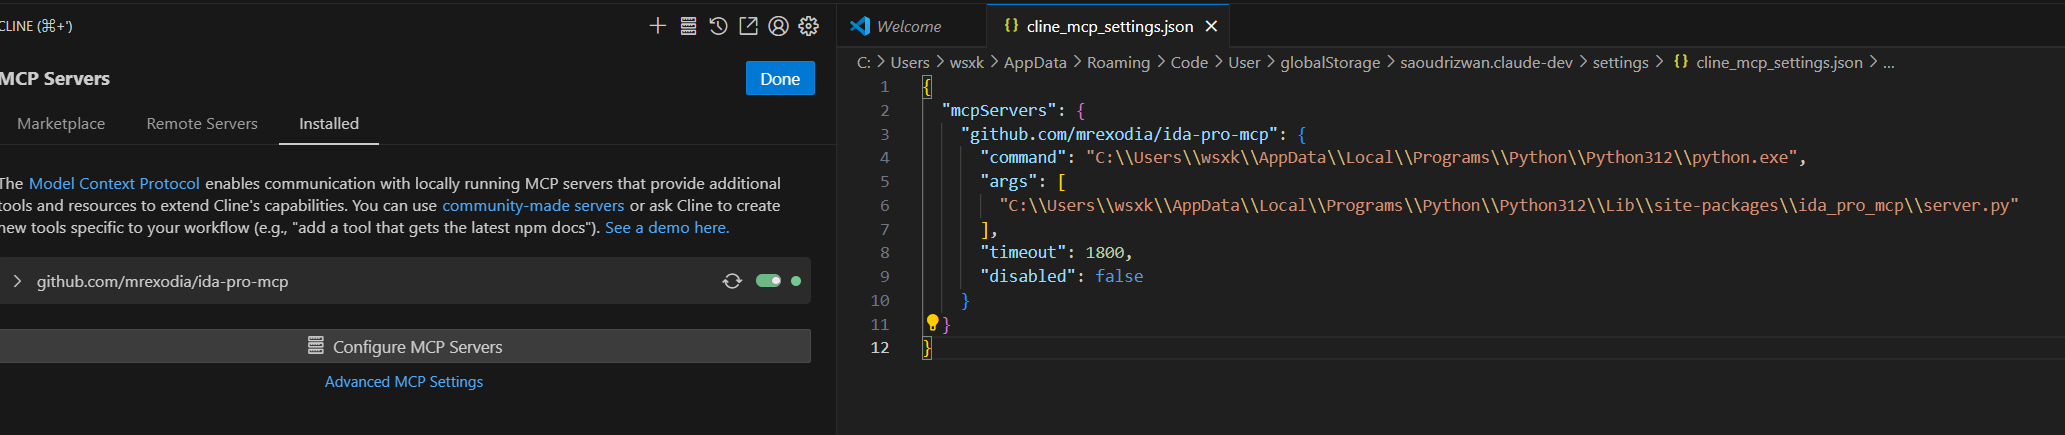 CLINE (⌘+')
MCP Servers
Done
Marketplace
Remote Servers
Installed
The Model Context Protocol enables communication with locally running MCP servers that provide additional
tools and resources to extend Cline's capabilities. You can use community-made servers or ask Cline to create
new tools specific to your workflow (e.g., "add a tool that gets the latest npm docs"). See a demo here.
github.com/mrexodia/ida-pro-mcp
Configure MCP Servers
Advanced MCP Settings
Welcome
{} cline_mcp_settings.json ×
C: > Users > wsxk > AppData > Roaming > Code > User > globalStorage > saoudrizwan.claude-dev > settings > {} cline_mcp_settings.json > ...
1 {
2 "mcpServers": {
3 "github.com/mrexodia/ida-pro-mcp": {
4 "command": "C:\\Users\\wsxk\\AppData\\Local\\Programs\\Python\\Python312\\python.exe",
5 "args": [
6 "C:\\Users\\wsxk\\AppData\\Local\\Programs\\Python\\Python312\\Lib\\site-packages\\ida_pro_mcp\\server.py"
7 ],
8 "timeout": 1800,
9 "disabled": false
10 }
11 }
12 }